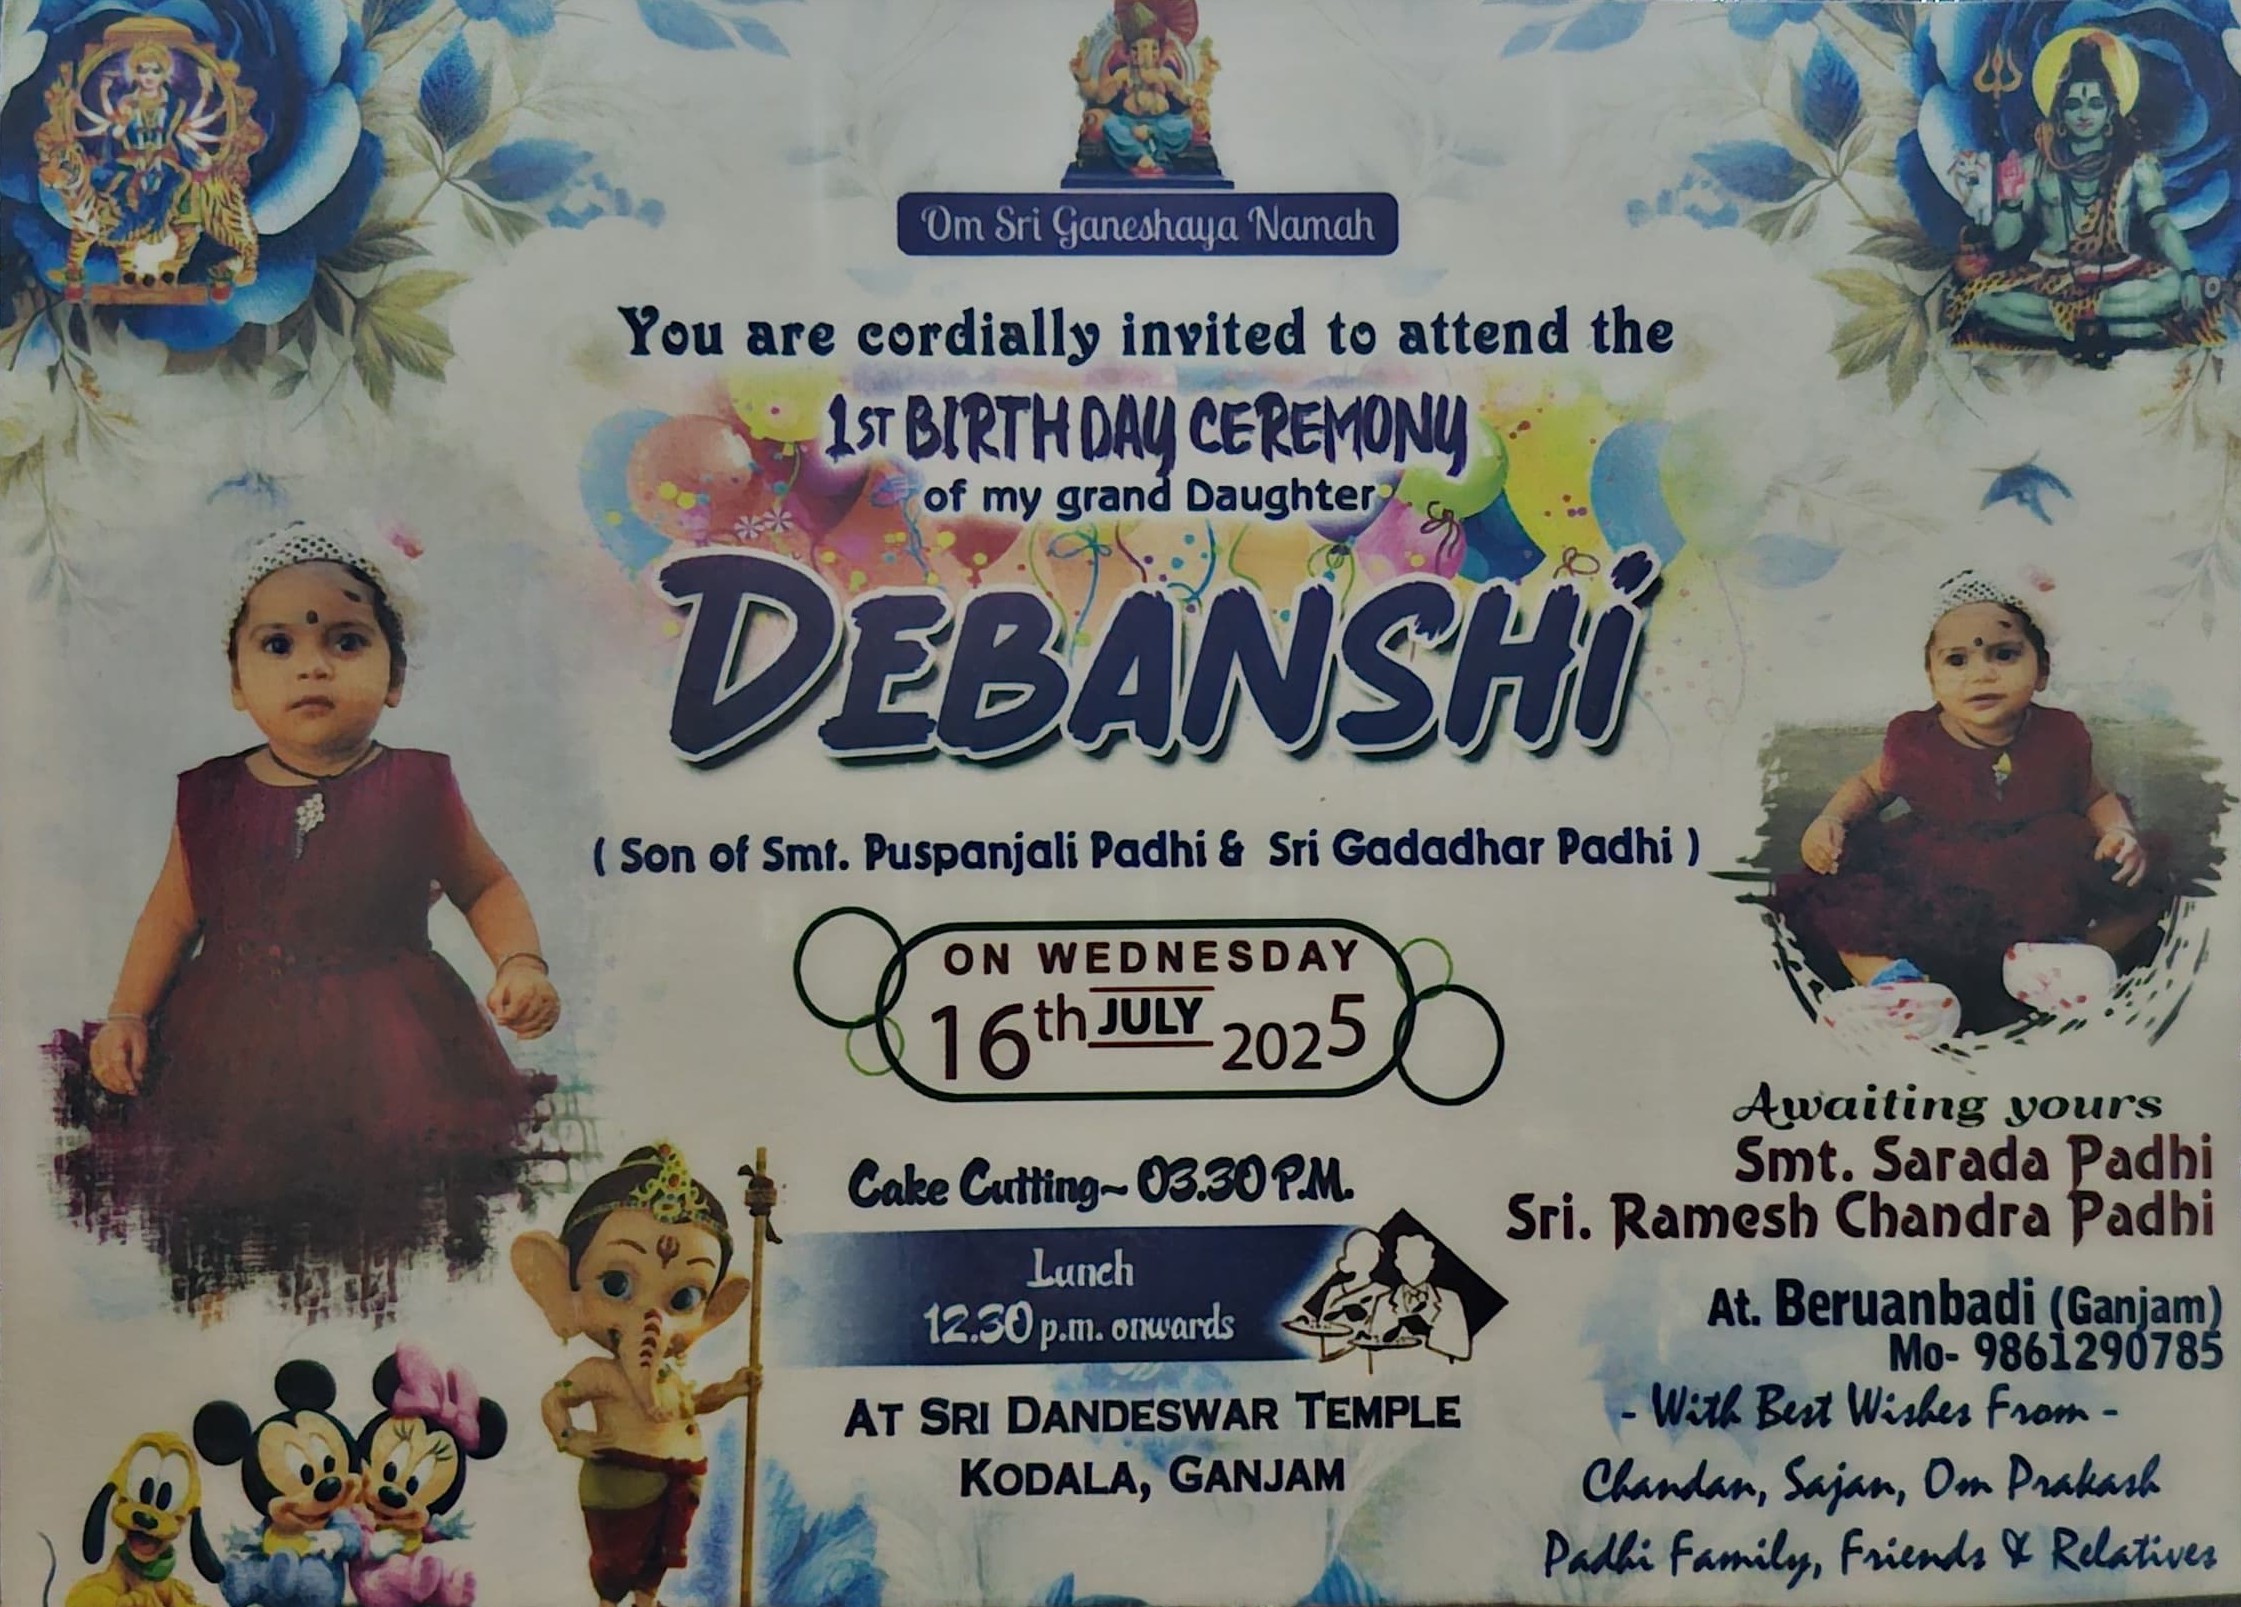 Om Sri Ganeshaya Namah
You are cordially invited to attend the
1ST BIRTH DAY CEREMONY
of my grand Daughter
DEBANSHi
( Son of Smt. Puspanjali Padhi & Sri Gadadhar Padhi )
ON WEDNESDAY
16th JULY 2025
Cake Cutting~ 03.30 P.M.
Lunch
12.30 p.m. onwards
AT SRI DANDESWAR TEMPLE
KODALA, GANJAM
Awaiting yours
Smt. Sarada Padhi
Sri. Ramesh Chandra Padhi
At. Beruanbadi (Ganjam)
Mo- 9861290785
- With Best Wishes From -
Chandan, Sajan, Om Prakash
Padhi Family, Friends & Relatives